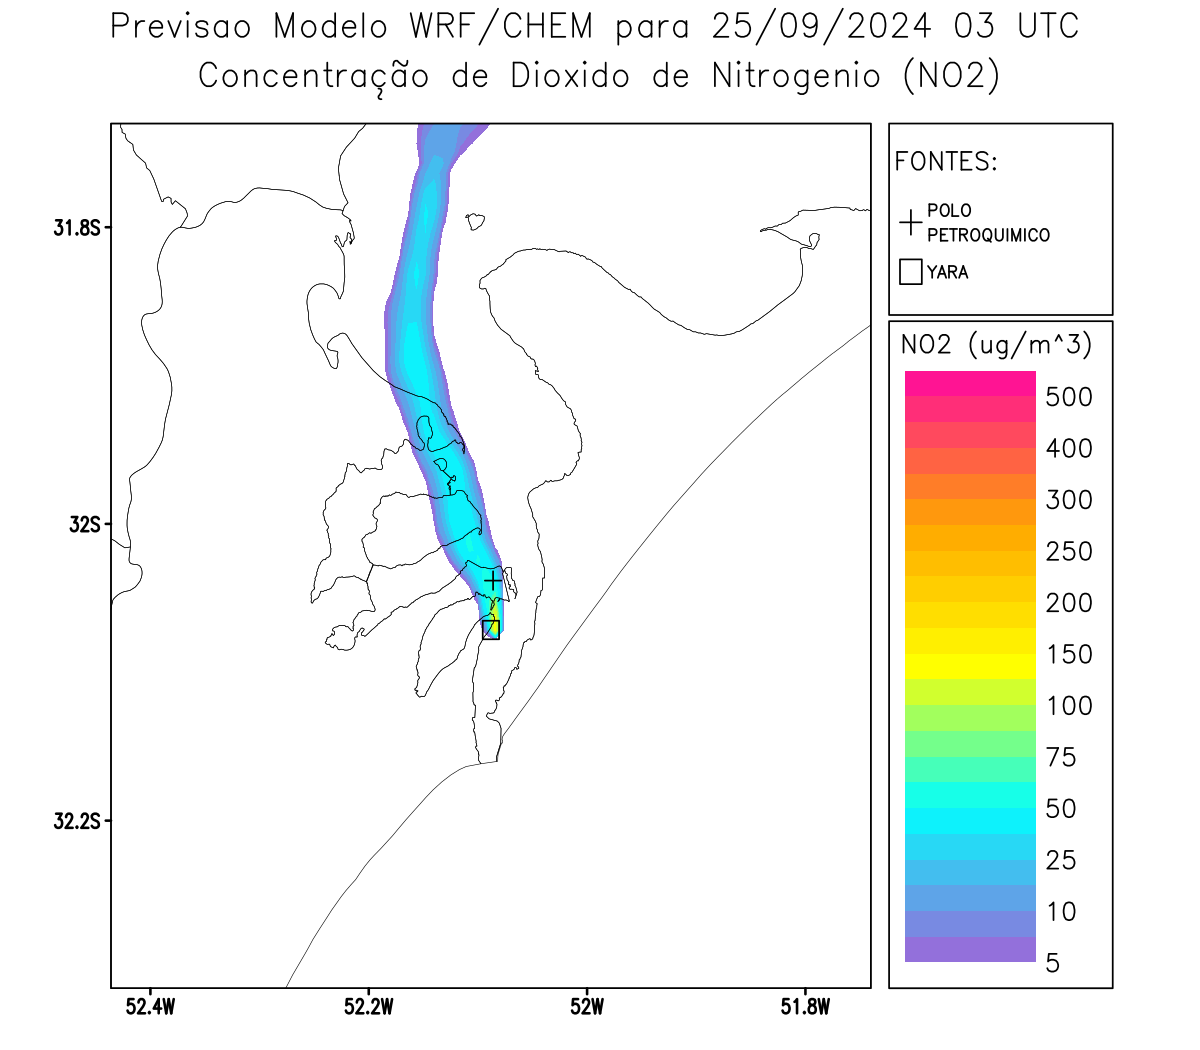 Previsao Modelo WRF/CHEM para 25/09/2024 03 UTC
Concentração de Dioxido de Nitrogenio (NO2)
FONTES:
POLO
PETROQUIMICO
YARA
NO2 (ug/m^3)
500
400
300
250
200
150
100
75
50
25
10
5
31.8S
32S
32.2S
52.4W
52.2W
52W
51.8W